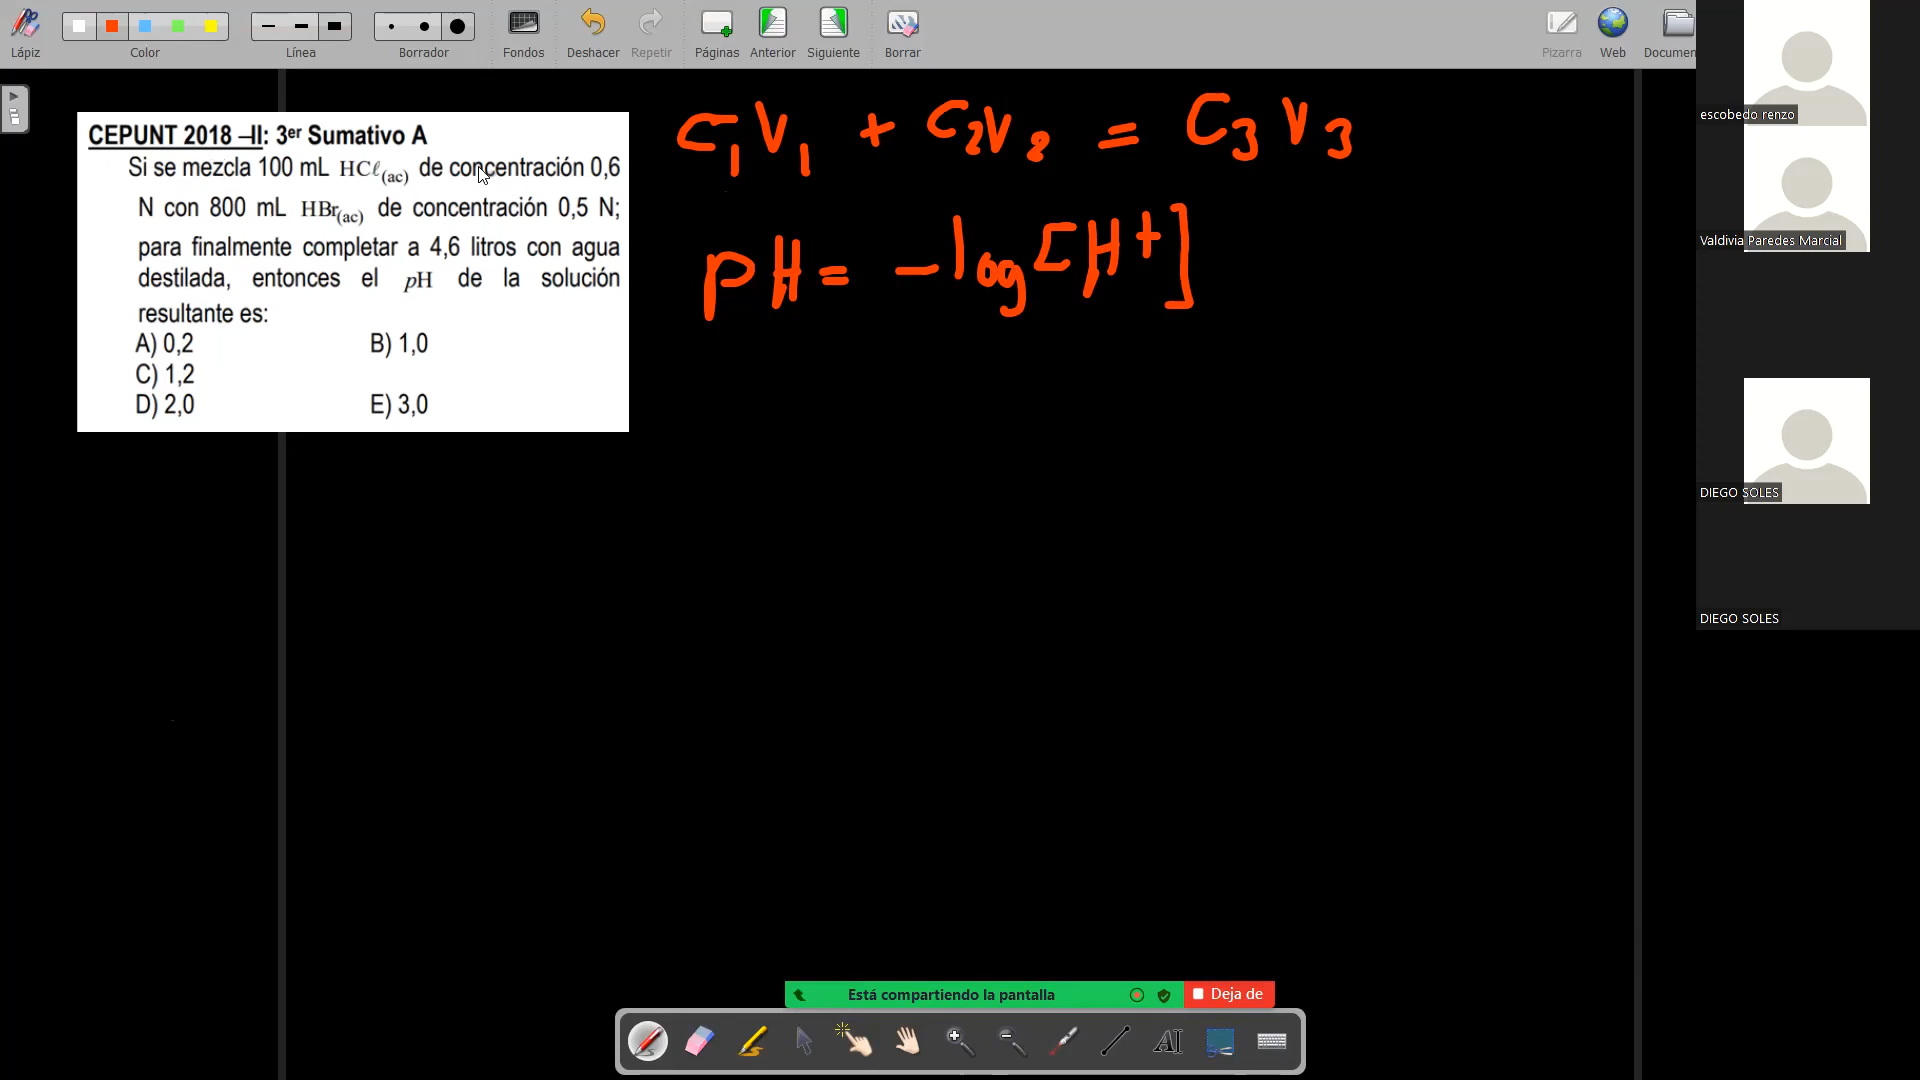 Lápiz
Color
Línea
Borrador
Fondos
Deshacer
Repetir
Páginas
Anterior
Siguiente
Borrar
Pizarra
Web
Documen
escobedo renzo
Valdivia Paredes Marcial
DIEGO SOLES
DIEGO SOLES
CEPUNT 2018 –II: 3er Sumativo A
Si se mezcla 100 mL HCℓ(ac) de concentración 0,6
N con 800 mL HBr(ac) de concentración 0,5 N;
para finalmente completar a 4,6 litros con agua
destilada, entonces el pH de la solución
resultante es:
A) 0,2 B) 1,0
C) 1,2
D) 2,0 E) 3,0
C1V1 + C2V2 = C3V3
pH = -log[H+]
Está compartiendo la pantalla
Deja de
AI